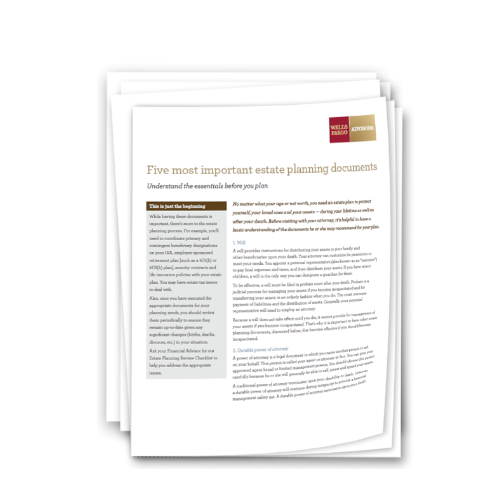 WELLS
FARGO
ADVISORS
Five most important estate planning documents
Understand the essentials before you plan
This is just the beginning
While having these documents is
important, there's more to the estate
planning process. For example, you'll
need to coordinate primary and
contingent beneficiary designations
on your IRA, employer-sponsored
retirement plan [such as a 401(k) or
403(b) plan], annuity contracts and
life insurance policies with your estate
plan. You may have estate tax issues
to deal with.
Also, once you have executed the
appropriate documents for your
planning needs, you should review
them periodically to ensure they
remain up-to-date given any
significant changes (births, deaths,
divorces, etc.) in your situation.
Ask your Financial Advisor for our
Estate Planning Review Checklist to
help you address the appropriate
issues.
No matter what your age or net worth, you need an estate plan to protect
yourself, your loved ones and your assets — during your lifetime as well as
after your death. Before visiting with your attorney, it's helpful to have a
basic understanding of the documents he or she may recommend for your plan.
1. Will
A will provides instructions for distributing your assets to your family and
other beneficiaries upon your death. Your attorney can customize its provisions to
meet your needs. You appoint a personal representative (also known as an "executor")
to pay final expenses and taxes, and then distribute your assets. If you have minor
children, a will is the only way you can designate a guardian for them.
To be effective, a will must be filed in probate court after your death. Probate is a
judicial process for managing your assets if you become incapacitated and for
transferring your assets in an orderly fashion when you die. The court oversees
payment of liabilities and the distribution of assets. Generally, your personal
representative will need to employ an attorney.
Because a will does not take effect until you die, it cannot provide for management of
your assets if you become incapacitated. That's why it is important to have other estate
planning documents, discussed below, that become effective if you should become
incapacitated.
2. Durable power of attorney
A power of attorney is a legal document in which you name another person to act
on your behalf. This person is called your agent or attorney-in-fact. You can give your
appointed agent broad or limited management powers. You should choose this person
carefully because he or she will generally be able to sell, invest and spend your assets.
A traditional power of attorney terminates upon your disability or death. However,
a durable power of attorney will continue during incapacity to provide a financial
management safety net. A durable power of attorney terminates upon your death.